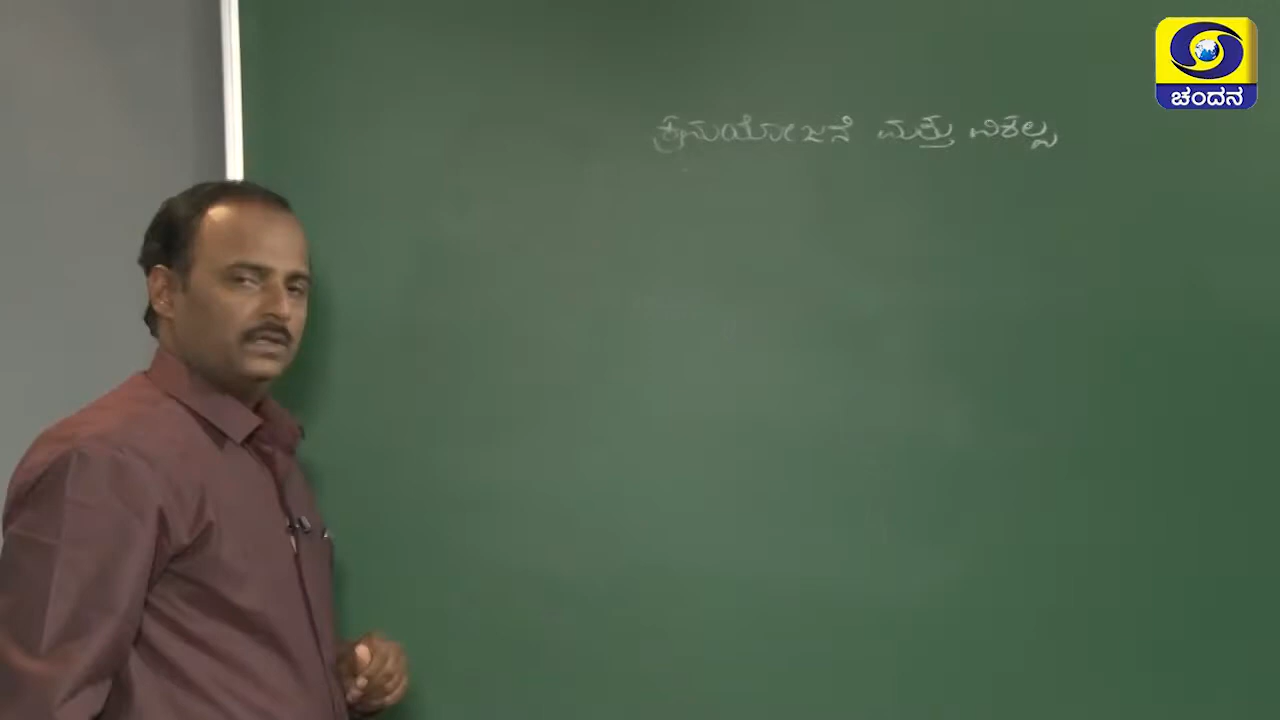 ಚಂದನ
ಕ್ರಮಯೋಜನೆ ಮತ್ತು ವಿಕಲ್ಪ